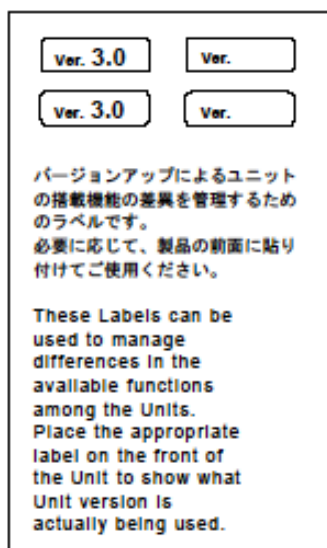 Ver. 3.0 Ver.
Ver. 3.0 Ver.
バージョンアップによるユニット
の搭載機能の差異を管理するため
のラベルです。
必要に応じて、製品の前面に貼り
付けてご使用ください。
These Labels can be
used to manage
differences in the
available functions
among the Units.
Place the appropriate
label on the front of
the Unit to show what
Unit version is
actually being used.